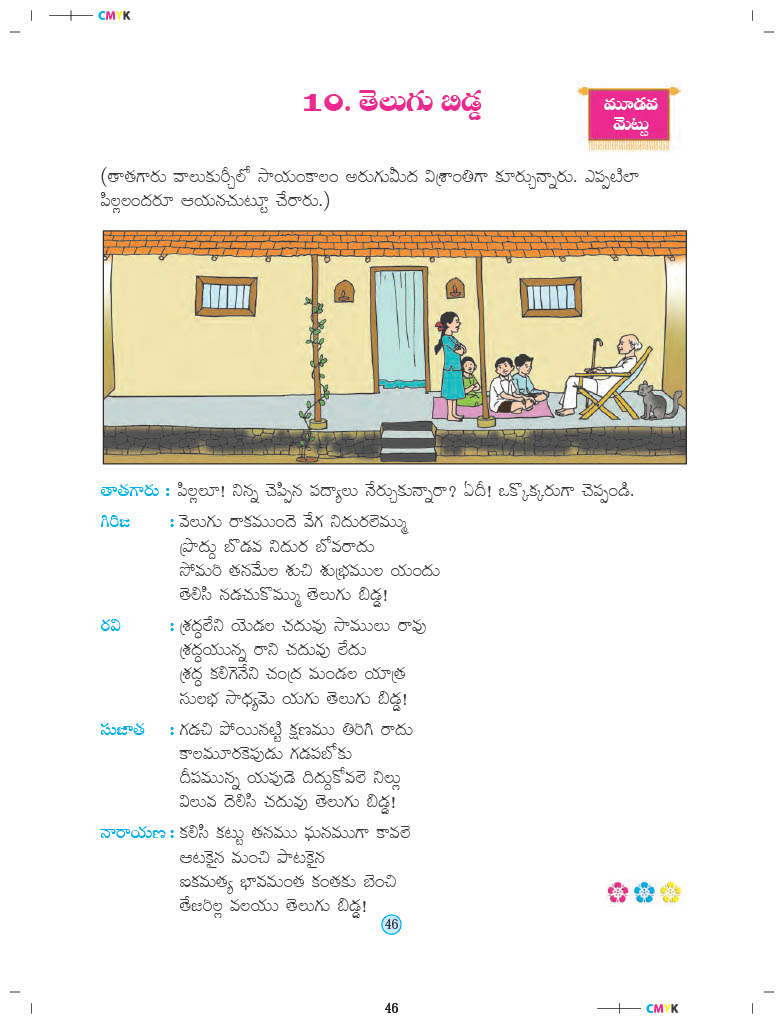 CMYK
10. తెలుగు బిడ్డ
మూడవ
మెట్టు
(తాతగారు వాలుకుర్చీలో సాయంకాలం అరుగుమీద విశ్రాంతిగా కూర్చున్నారు. ఎప్పటిలా
పిల్లలందరూ ఆయనచుట్టూ చేరారు.)
తాతగారు : పిల్లలూ! నిన్న చెప్పిన పద్యాలు నేర్చుకున్నారా? ఏదీ! ఒక్కొక్కరుగా చెప్పండి.
గిరిజ : వెలుగు రాకముందె వేగ నిదురలెమ్ము
ప్రొద్దు బొడవ నిదుర బోవరాదు
సోమరి తనమేల శుచి శుభ్రముల యందు
తెలిసి నడచుకొమ్ము తెలుగు బిడ్డ!
రవి : శ్రద్ధలేని యెడల చదువు సాములు రావు
శ్రద్ధయున్న రాని చదువు లేదు
శ్రద్ధ కలిగెనేని చంద్ర మండల యాత్ర
సులభ సాధ్యమె యగు తెలుగు బిడ్డ!
సుజాత : గడచి పోయినట్టి క్షణము తిరిగి రాదు
కాలమూరకెపుడు గడపబోకు
దీపమున్న యపుడె దిద్దుకోవలె నిల్లు
విలువ దెలిసి చదువు తెలుగు బిడ్డ!
నారాయణ : కలిసి కట్టు తనము ఘనముగా కావలె
ఆటకైన మంచి పాటకైన
ఐకమత్య భావమంత కంతకు బెంచి
తేజరిల్ల వలయు తెలుగు బిడ్డ!
46
46
CMYK